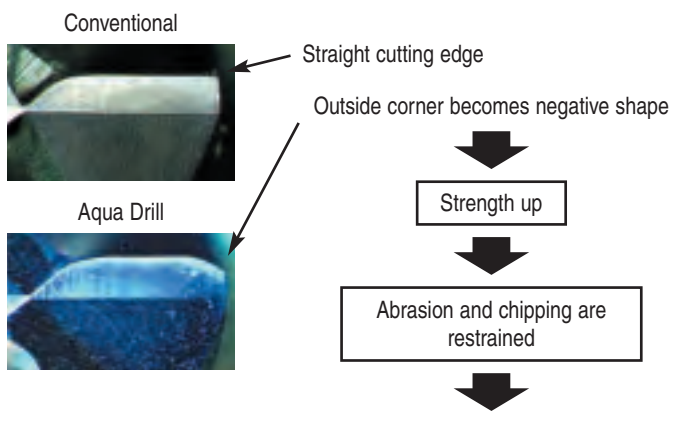 Conventional
Straight cutting edge
Outside corner becomes negative shape
Strength up
Aqua Drill
Abrasion and chipping are
restrained